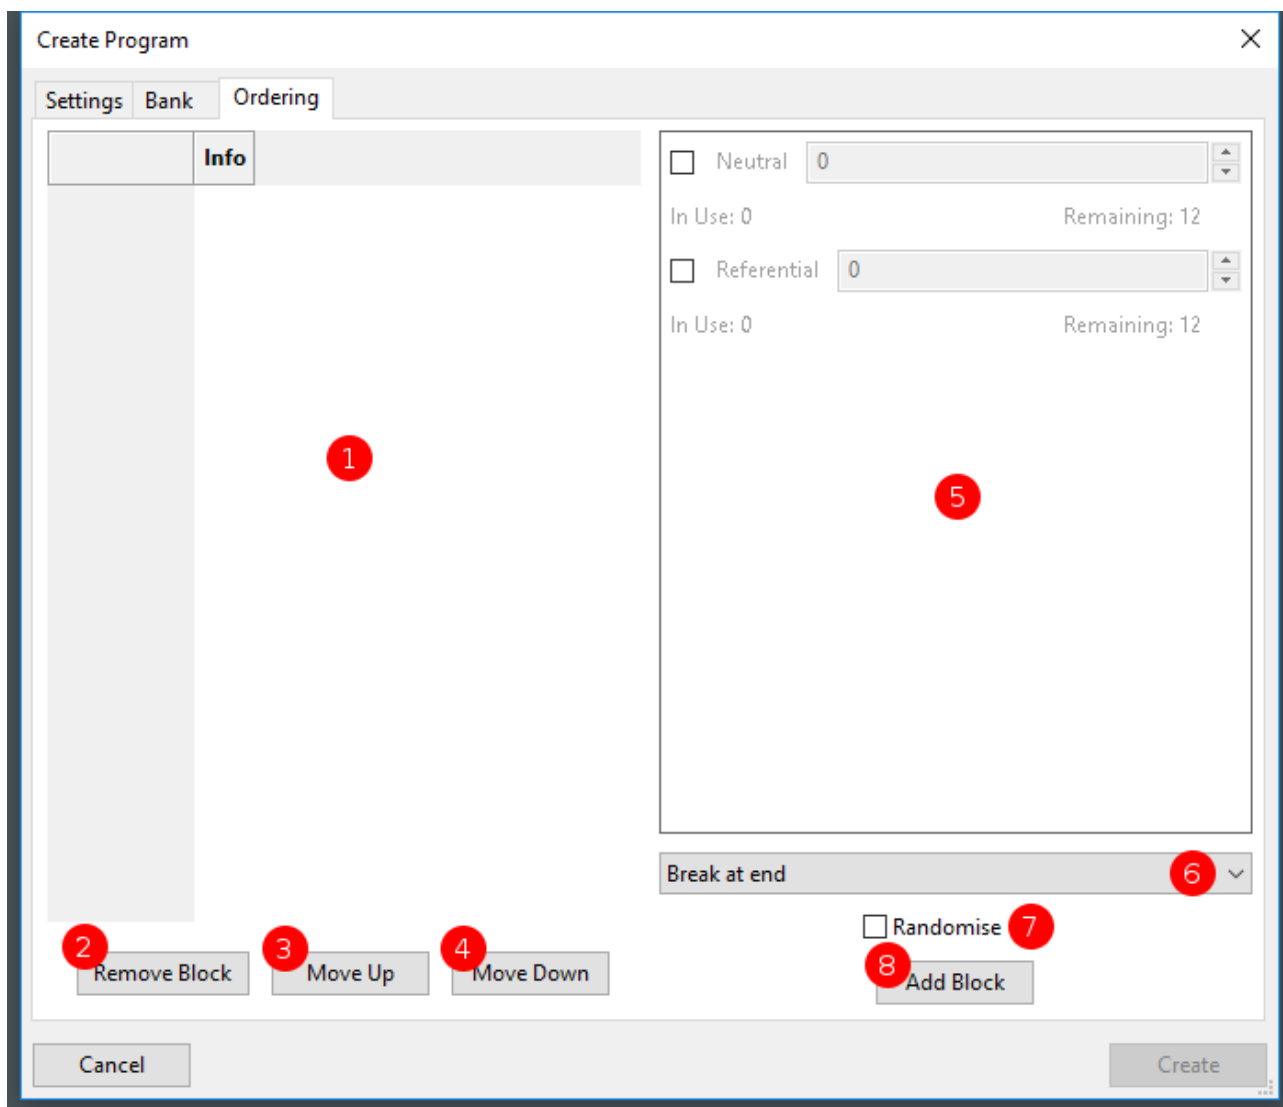 Create Program
Settings Bank Ordering
Info
Neutral 0
In Use: 0 Remaining: 12
Referential 0
In Use: 0 Remaining: 12
1
5
Break at end 6
Randomise 7
2 Remove Block 3 Move Up 4 Move Down 8 Add Block
Cancel Create